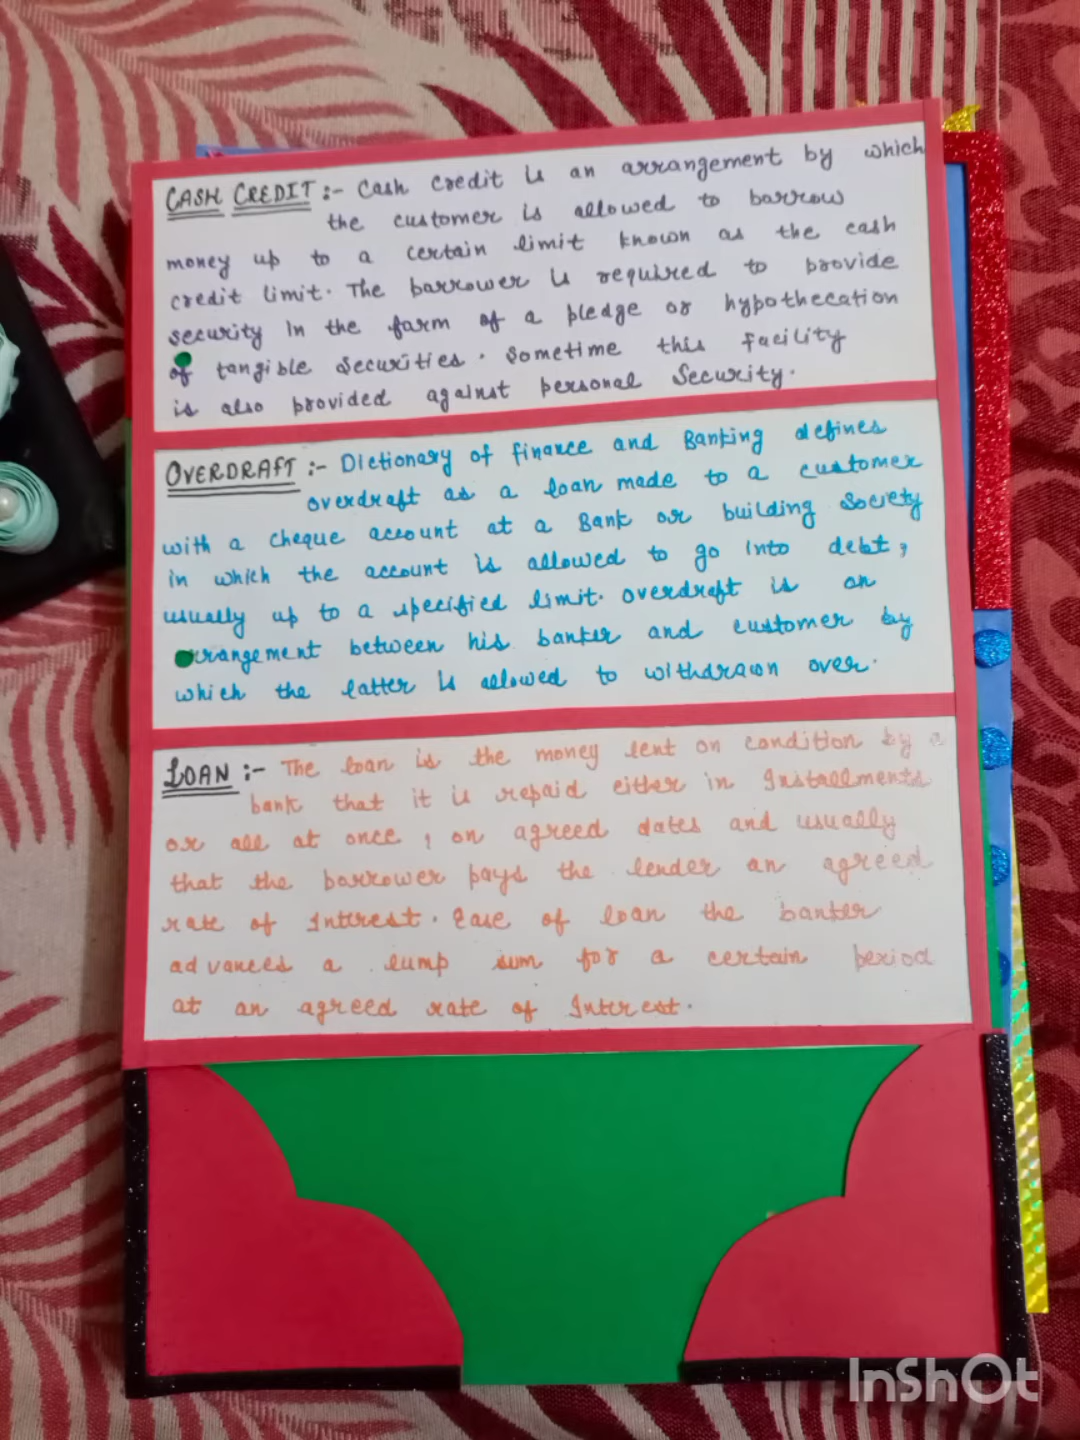 CASH CREDIT :- Cash Credit is an arrangement by which
the customer is allowed to barrow
money up to a certain limit known as the cash
credit limit. The barrower is required to provide
security in the farm of a pledge or hypothecation
of tangible securities. Sometime this facility
is also provided against personal Security.
OVERDRAFT :- Dictionary of finance and Banking defines
overdraft as a loan made to a customer
with a cheque account at a Bank or building Society
in which the account is allowed to go into debt,
usually up to a specified limit. overdraft is an
rrangement between his banker and customer by
which the latter is allowed to withdrawn over.
LOAN :- The loan is the money lent on condition by a
bank that it is repaid either in Installments
or all at once, on agreed dates and usually
that the barrower pays the lender an agreed
rate of Interest. Case of loan the banker
advances a lump sum for a certain period
at an agreed rate of Interest.
InShOt